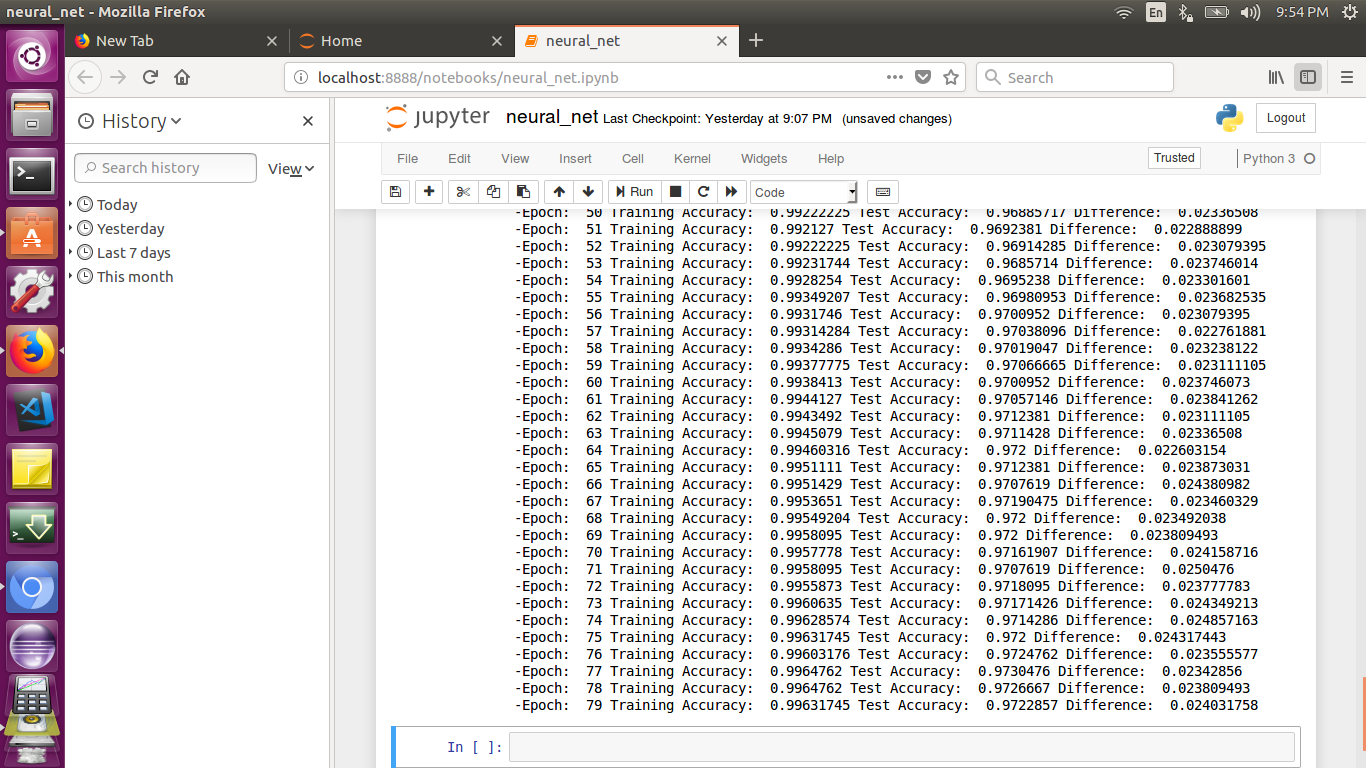 neural_net - Mozilla Firefox
En
9:54 PM
New Tab
Home
neural_net
localhost:8888/notebooks/neural_net.ipynb
Search
History
Search history
View
Today
Yesterday
Last 7 days
This month
jupyter neural_net Last Checkpoint: Yesterday at 9:07 PM (unsaved changes)
Logout
File Edit View Insert Cell Kernel Widgets Help
Trusted
Python 3
Run
Code
-Epoch: 50 Training Accuracy: 0.99222225 Test Accuracy: 0.96885717 Difference: 0.02336508
-Epoch: 51 Training Accuracy: 0.992127 Test Accuracy: 0.9692381 Difference: 0.022888899
-Epoch: 52 Training Accuracy: 0.99222225 Test Accuracy: 0.96914285 Difference: 0.023079395
-Epoch: 53 Training Accuracy: 0.99231744 Test Accuracy: 0.9685714 Difference: 0.023746014
-Epoch: 54 Training Accuracy: 0.9928254 Test Accuracy: 0.9695238 Difference: 0.023301601
-Epoch: 55 Training Accuracy: 0.99349207 Test Accuracy: 0.96980953 Difference: 0.023682535
-Epoch: 56 Training Accuracy: 0.9931746 Test Accuracy: 0.9700952 Difference: 0.023079395
-Epoch: 57 Training Accuracy: 0.99314284 Test Accuracy: 0.97038096 Difference: 0.022761881
-Epoch: 58 Training Accuracy: 0.9934286 Test Accuracy: 0.97019047 Difference: 0.023238122
-Epoch: 59 Training Accuracy: 0.99377775 Test Accuracy: 0.97066665 Difference: 0.023111105
-Epoch: 60 Training Accuracy: 0.9938413 Test Accuracy: 0.9700952 Difference: 0.023746073
-Epoch: 61 Training Accuracy: 0.9944127 Test Accuracy: 0.97057146 Difference: 0.023841262
-Epoch: 62 Training Accuracy: 0.9943492 Test Accuracy: 0.9712381 Difference: 0.023111105
-Epoch: 63 Training Accuracy: 0.9945079 Test Accuracy: 0.9711428 Difference: 0.02336508
-Epoch: 64 Training Accuracy: 0.99460316 Test Accuracy: 0.972 Difference: 0.022603154
-Epoch: 65 Training Accuracy: 0.9951111 Test Accuracy: 0.9712381 Difference: 0.023873031
-Epoch: 66 Training Accuracy: 0.9951429 Test Accuracy: 0.9707619 Difference: 0.024380982
-Epoch: 67 Training Accuracy: 0.9953651 Test Accuracy: 0.97190475 Difference: 0.023460329
-Epoch: 68 Training Accuracy: 0.99549204 Test Accuracy: 0.972 Difference: 0.023492038
-Epoch: 69 Training Accuracy: 0.9958095 Test Accuracy: 0.972 Difference: 0.023809493
-Epoch: 70 Training Accuracy: 0.9957778 Test Accuracy: 0.97161907 Difference: 0.024158716
-Epoch: 71 Training Accuracy: 0.9958095 Test Accuracy: 0.9707619 Difference: 0.0250476
-Epoch: 72 Training Accuracy: 0.9955873 Test Accuracy: 0.9718095 Difference: 0.023777783
-Epoch: 73 Training Accuracy: 0.9960635 Test Accuracy: 0.97171426 Difference: 0.024349213
-Epoch: 74 Training Accuracy: 0.99628574 Test Accuracy: 0.9714286 Difference: 0.024857163
-Epoch: 75 Training Accuracy: 0.99631745 Test Accuracy: 0.972 Difference: 0.024317443
-Epoch: 76 Training Accuracy: 0.99603176 Test Accuracy: 0.9724762 Difference: 0.023555577
-Epoch: 77 Training Accuracy: 0.9964762 Test Accuracy: 0.9730476 Difference: 0.02342856
-Epoch: 78 Training Accuracy: 0.9964762 Test Accuracy: 0.9726667 Difference: 0.023809493
-Epoch: 79 Training Accuracy: 0.99631745 Test Accuracy: 0.9722857 Difference: 0.024031758
In [ ]: